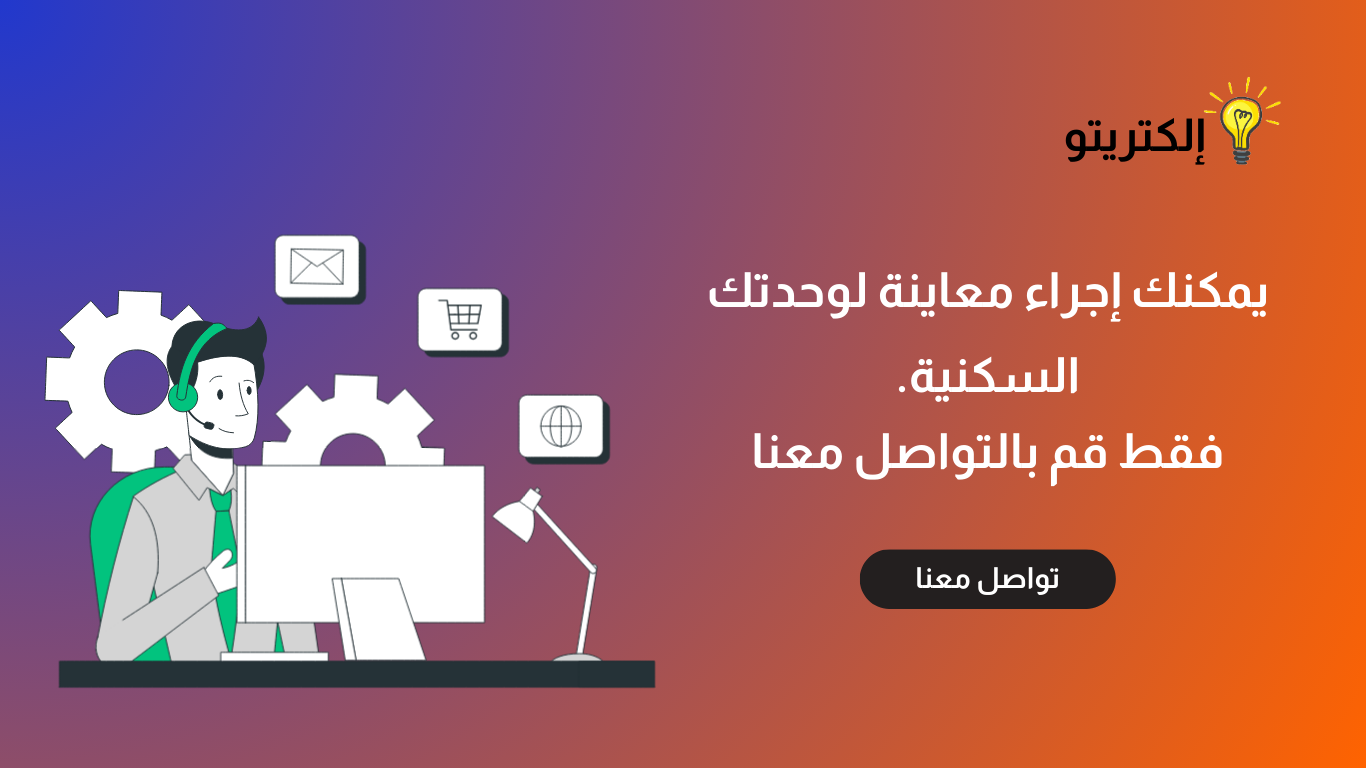 إلكتريتو
يمكنك إجراء معاينة لوحدتك
السكنية.
فقط قم بالتواصل معنا
تواصل معنا